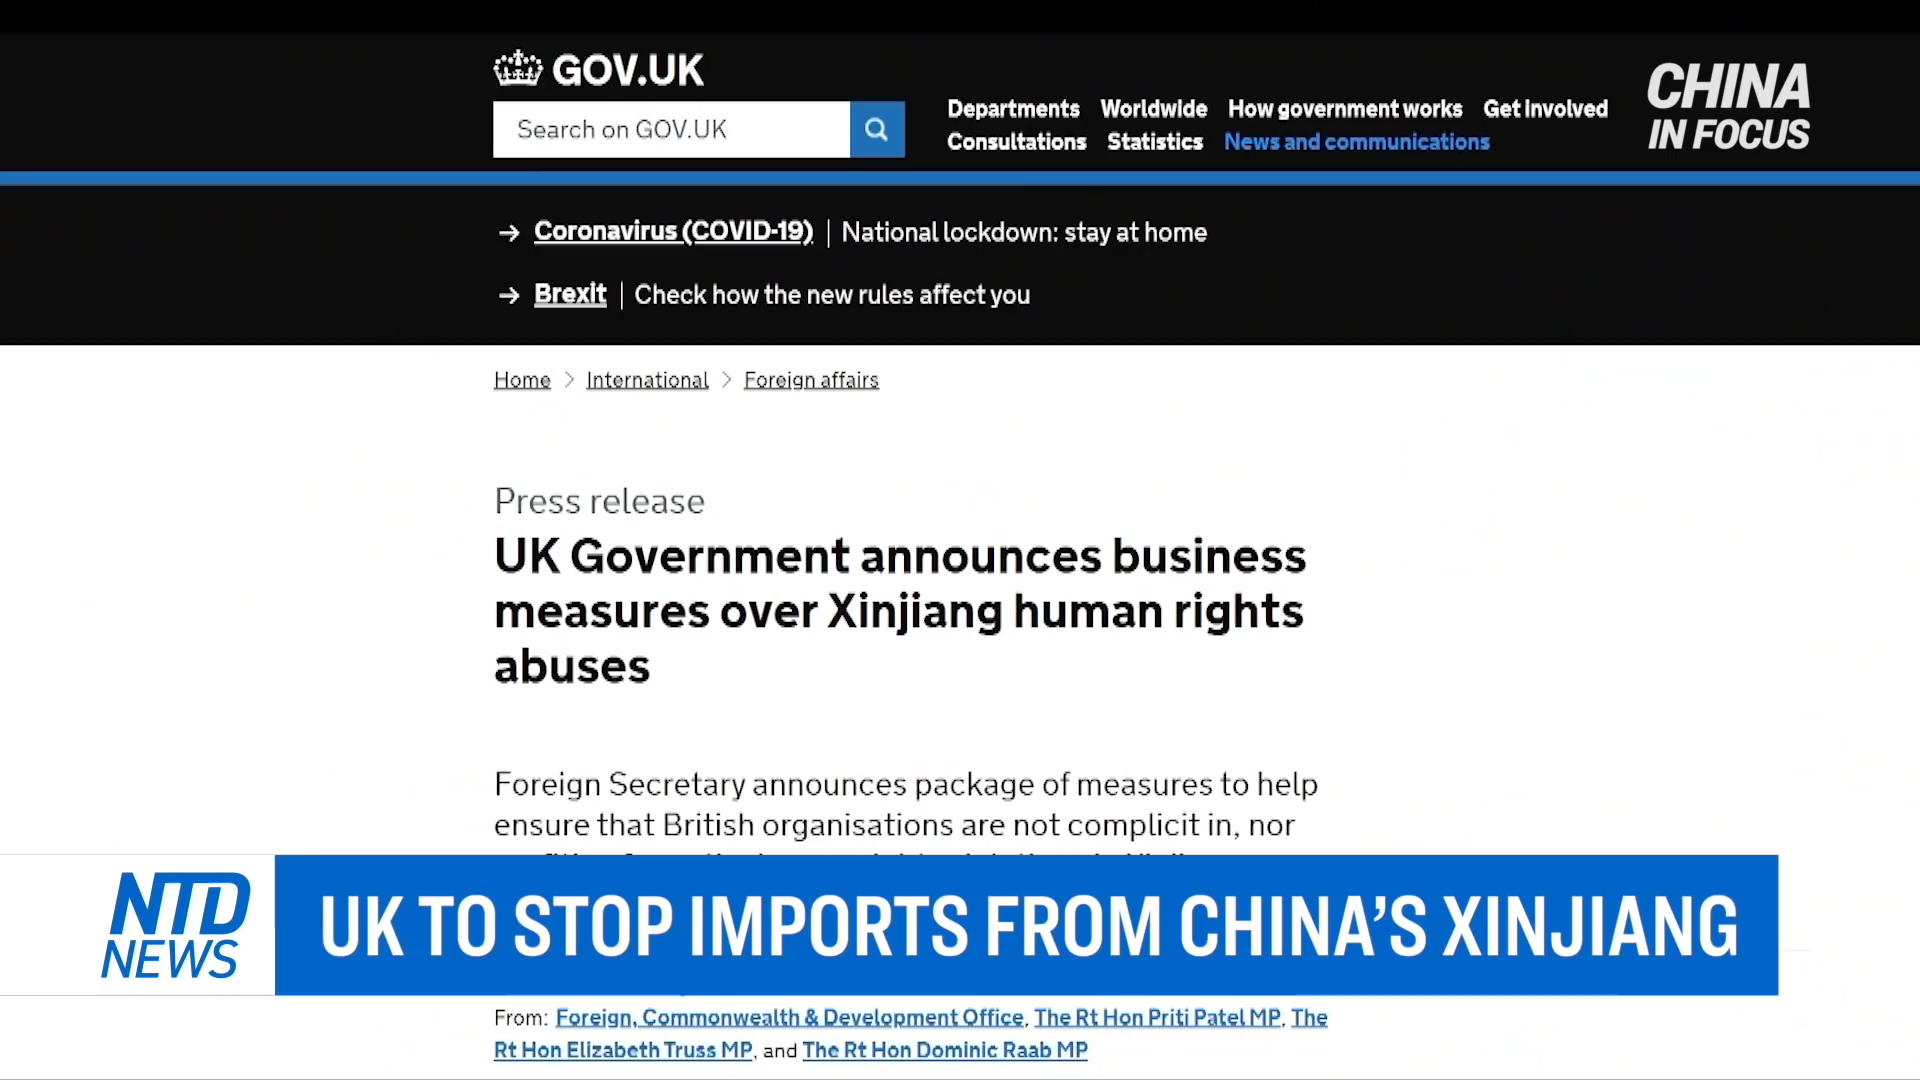 GOV.UK
Search on GOV.UK
Departments Worldwide How government works Get involved
Consultations Statistics News and communications
CHINA
IN FOCUS
→ Coronavirus (COVID-19) | National lockdown: stay at home
→ Brexit | Check how the new rules affect you
Home > International > Foreign affairs
Press release
UK Government announces business
measures over Xinjiang human rights
abuses
Foreign Secretary announces package of measures to help
ensure that British organisations are not complicit in, nor
NTD
NEWS
UK TO STOP IMPORTS FROM CHINA'S XINJIANG
From: Foreign, Commonwealth & Development Office, The Rt Hon Priti Patel MP, The
Rt Hon Elizabeth Truss MP, and The Rt Hon Dominic Raab MP